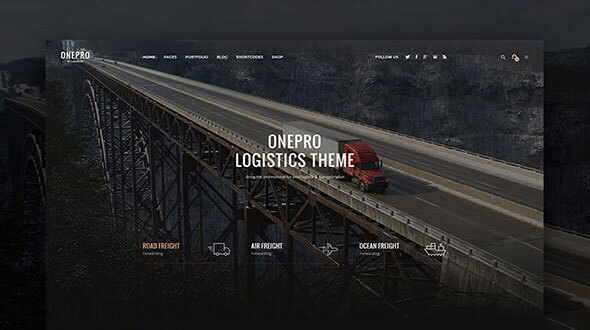 ONEPRO
HOME PAGES PORTFOLIO BLOG SHORTCODES SHOP FOLLOW US
ONEPRO
LOGISTICS THEME
Bring the professional for your logistic & transportation
ROAD FREIGHT AIR FREIGHT OCEAN FREIGHT
Forwarding Forwarding Forwarding